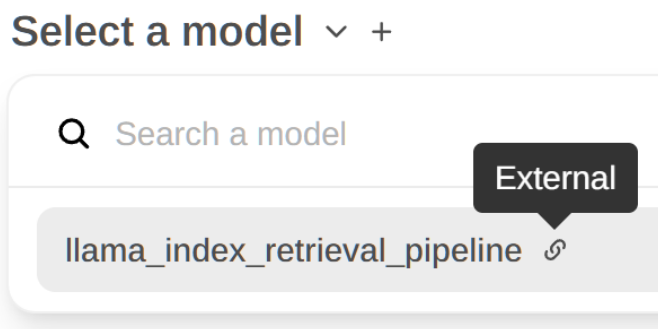 Select a model
Search a model
External
llama_index_retrieval_pipeline